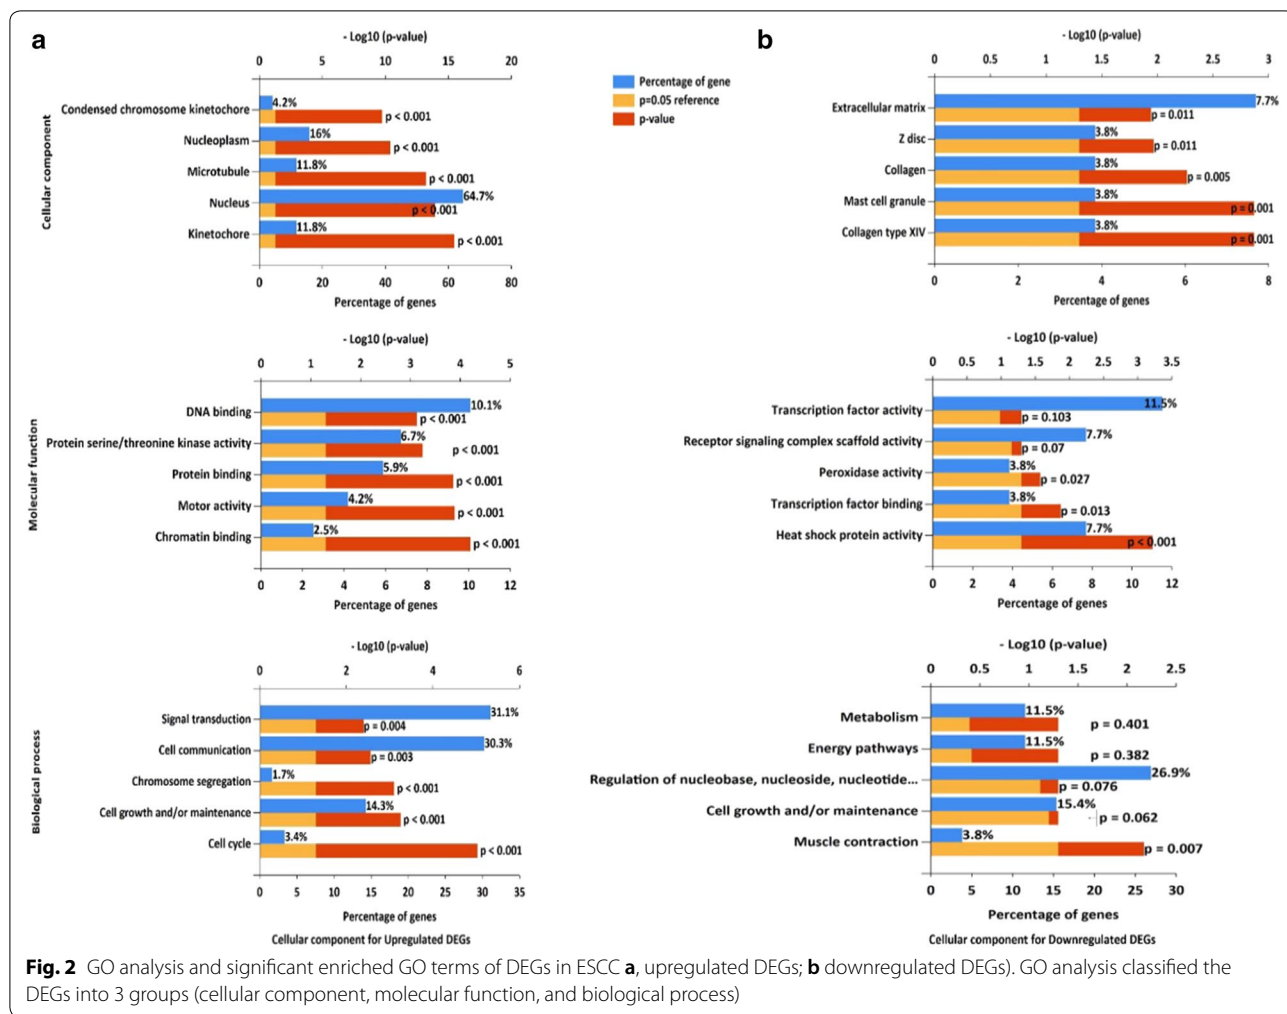 a
- Log10 (p-value)
0 5 10 15 20
Cellular component
Condensed chromosome kinetochore 4.2% p < 0.001
Nucleoplasm 16% p < 0.001
Microtubule 11.8% p < 0.001
Nucleus 64.7% p < 0.001
Kinetochore 11.8% p < 0.001
0 20 40 60 80
Percentage of genes
Percentage of gene
p=0.05 reference
p-value
b
- Log10 (p-value)
0 0.5 1 1.5 2 2.5 3
Extracellular matrix 7.7% p = 0.011
Z disc 3.8% p = 0.011
Collagen 3.8% p = 0.005
Mast cell granule 3.8% p = 0.001
Collagen type XIV 3.8% p = 0.001
0 2 4 6 8
Percentage of genes
- Log10 (p-value)
0 1 2 3 4 5
Molecular function
DNA binding 10.1% p < 0.001
Protein serine/threonine kinase activity 6.7% p < 0.001
Protein binding 5.9% p < 0.001
Motor activity 4.2% p < 0.001
Chromatin binding 2.5% p < 0.001
0 2 4 6 8 10 12
Percentage of genes
- Log10 (p-value)
0 0.5 1 1.5 2 2.5 3 3.5
Transcription factor activity 11.5% p = 0.103
Receptor signaling complex scaffold activity 7.7% p = 0.07
Peroxidase activity 3.8% p = 0.027
Transcription factor binding 3.8% p = 0.013
Heat shock protein activity 7.7% p < 0.001
0 2 4 6 8 10 12
Percentage of genes
- Log10 (p-value)
0 2 4 6
Biological process
Signal transduction 31.1% p = 0.004
Cell communication 30.3% p = 0.003
Chromosome segregation 1.7% p < 0.001
Cell growth and/or maintenance 14.3% p < 0.001
Cell cycle 3.4% p < 0.001
0 5 10 15 20 25 30 35
Percentage of genes
Cellular component for Upregulated DEGs
- Log10 (p-value)
0 0.5 1 1.5 2 2.5
Metabolism 11.5% p = 0.401
Energy pathways 11.5% p = 0.382
Regulation of nucleobase, nucleoside, nucleotide... 26.9% p = 0.076
Cell growth and/or maintenance 15.4% p = 0.062
Muscle contraction 3.8% p = 0.007
0 5 10 15 20 25 30
Percentage of genes
Cellular component for Downregulated DEGs
Fig. 2 GO analysis and significant enriched GO terms of DEGs in ESCC a, upregulated DEGs; b downregulated DEGs). GO analysis classified the
DEGs into 3 groups (cellular component, molecular function, and biological process)